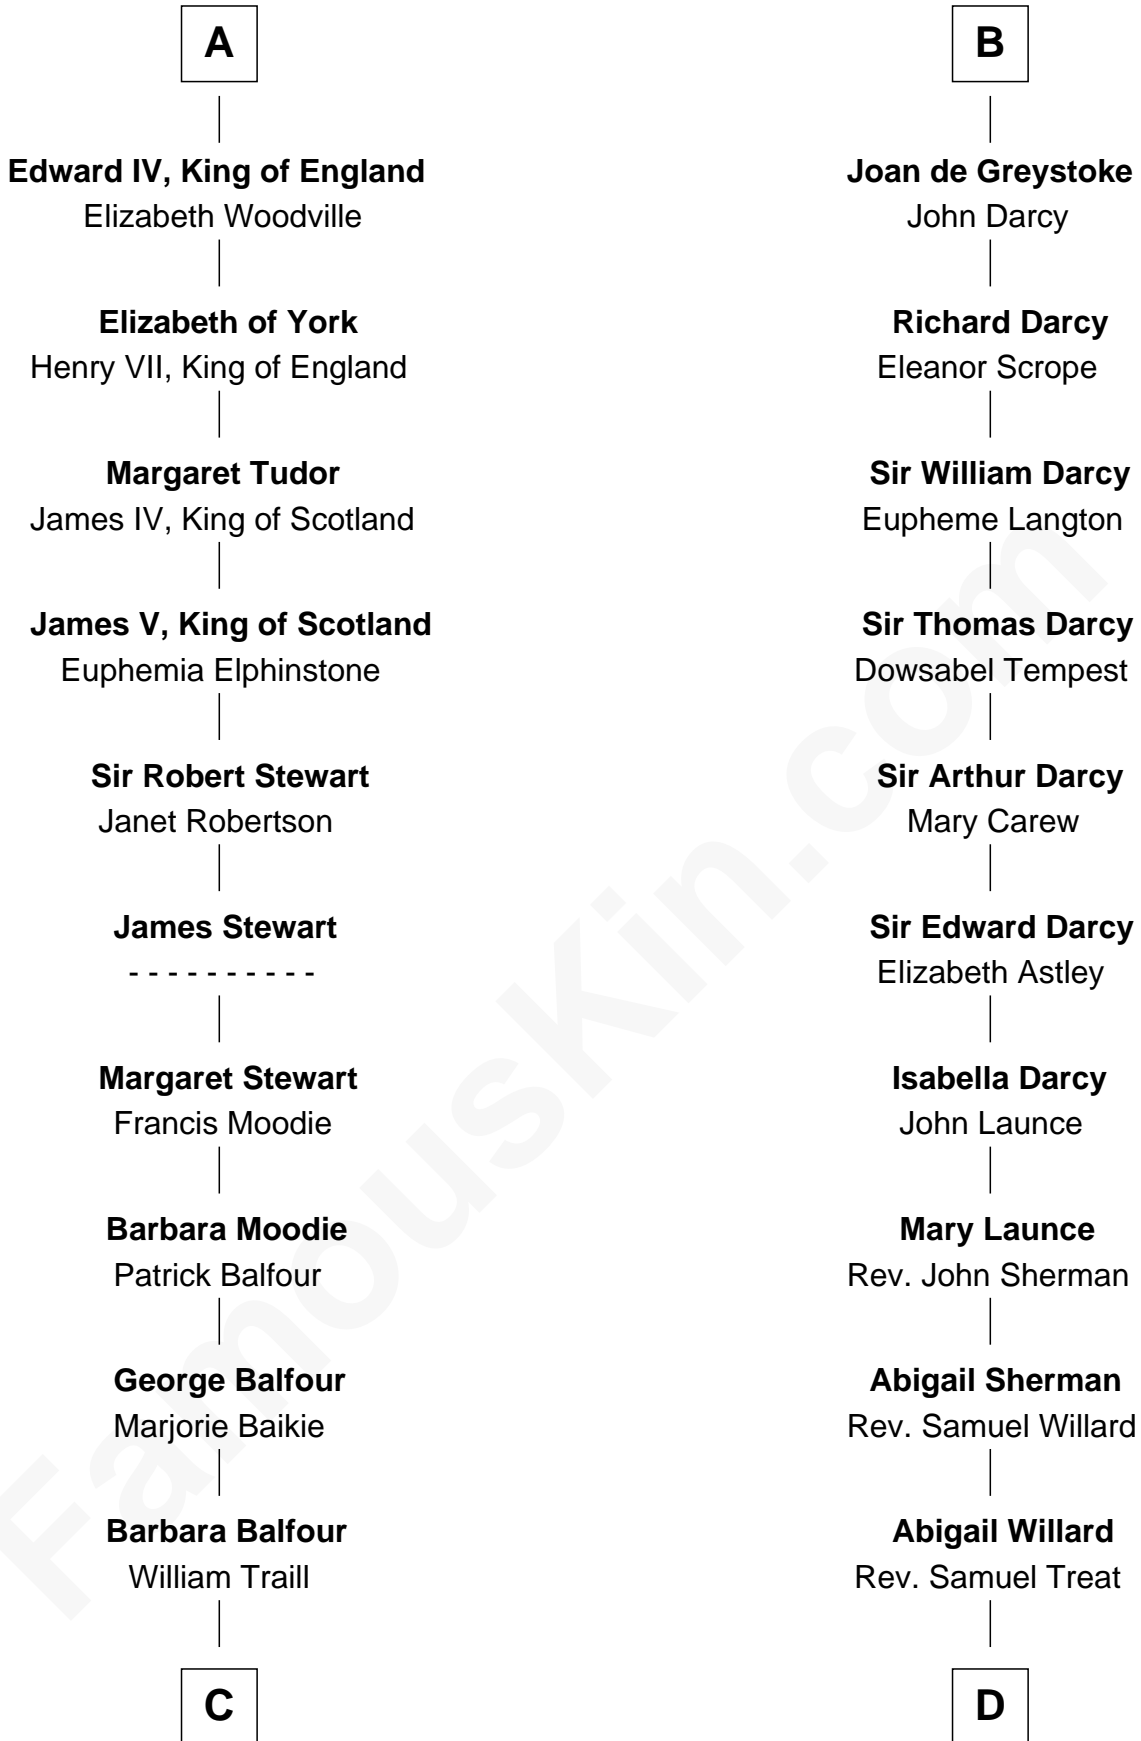 A
Edward IV, King of England
Elizabeth Woodville
Elizabeth of York
Henry VII, King of England
Margaret Tudor
James IV, King of Scotland
James V, King of Scotland
Euphemia Elphinstone
Sir Robert Stewart
Janet Robertson
James Stewart
- - - - - - - - - -
Margaret Stewart
Francis Moodie
Barbara Moodie
Patrick Balfour
George Balfour
Marjorie Baikie
Barbara Balfour
William Traill
C
B
Joan de Greystoke
John Darcy
Richard Darcy
Eleanor Scrope
Sir William Darcy
Eupheme Langton
Sir Thomas Darcy
Dowsabel Tempest
Sir Arthur Darcy
Mary Carew
Sir Edward Darcy
Elizabeth Astley
Isabella Darcy
John Launce
Mary Launce
Rev. John Sherman
Abigail Sherman
Rev. Samuel Willard
Abigail Willard
Rev. Samuel Treat
D
FamousKin.com